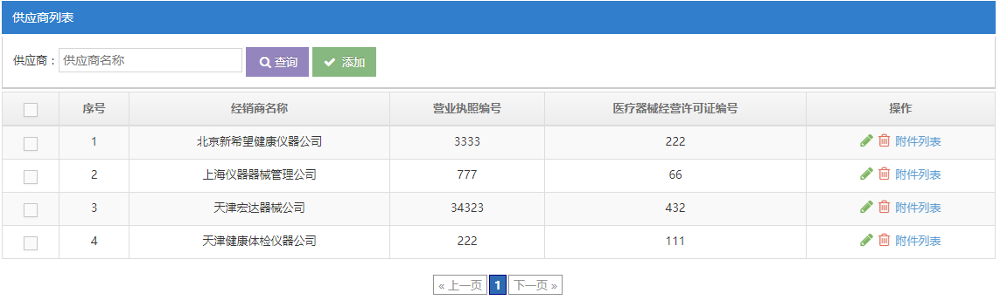 供应商列表
供应商： 供应商名称 查询 添加
序号 经销商名称 营业执照编号 医疗器械经营许可证编号 操作
1 北京新希望健康仪器公司 3333 222 附件列表
2 上海仪器器械管理公司 777 66 附件列表
3 天津宏达器械公司 34323 432 附件列表
4 天津健康体检仪器公司 222 111 附件列表
« 上一页 1 下一页 »